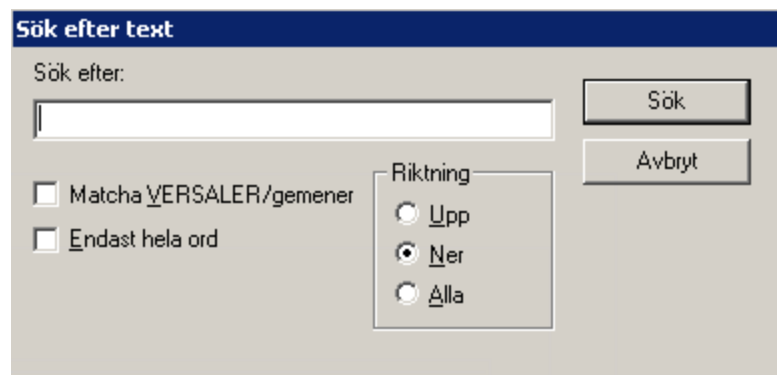 Sök efter text
Sök efter:
Sök
Avbryt
Matcha VERSALER/gemener
Endast hela ord
Riktning
Upp
Ner
Alla